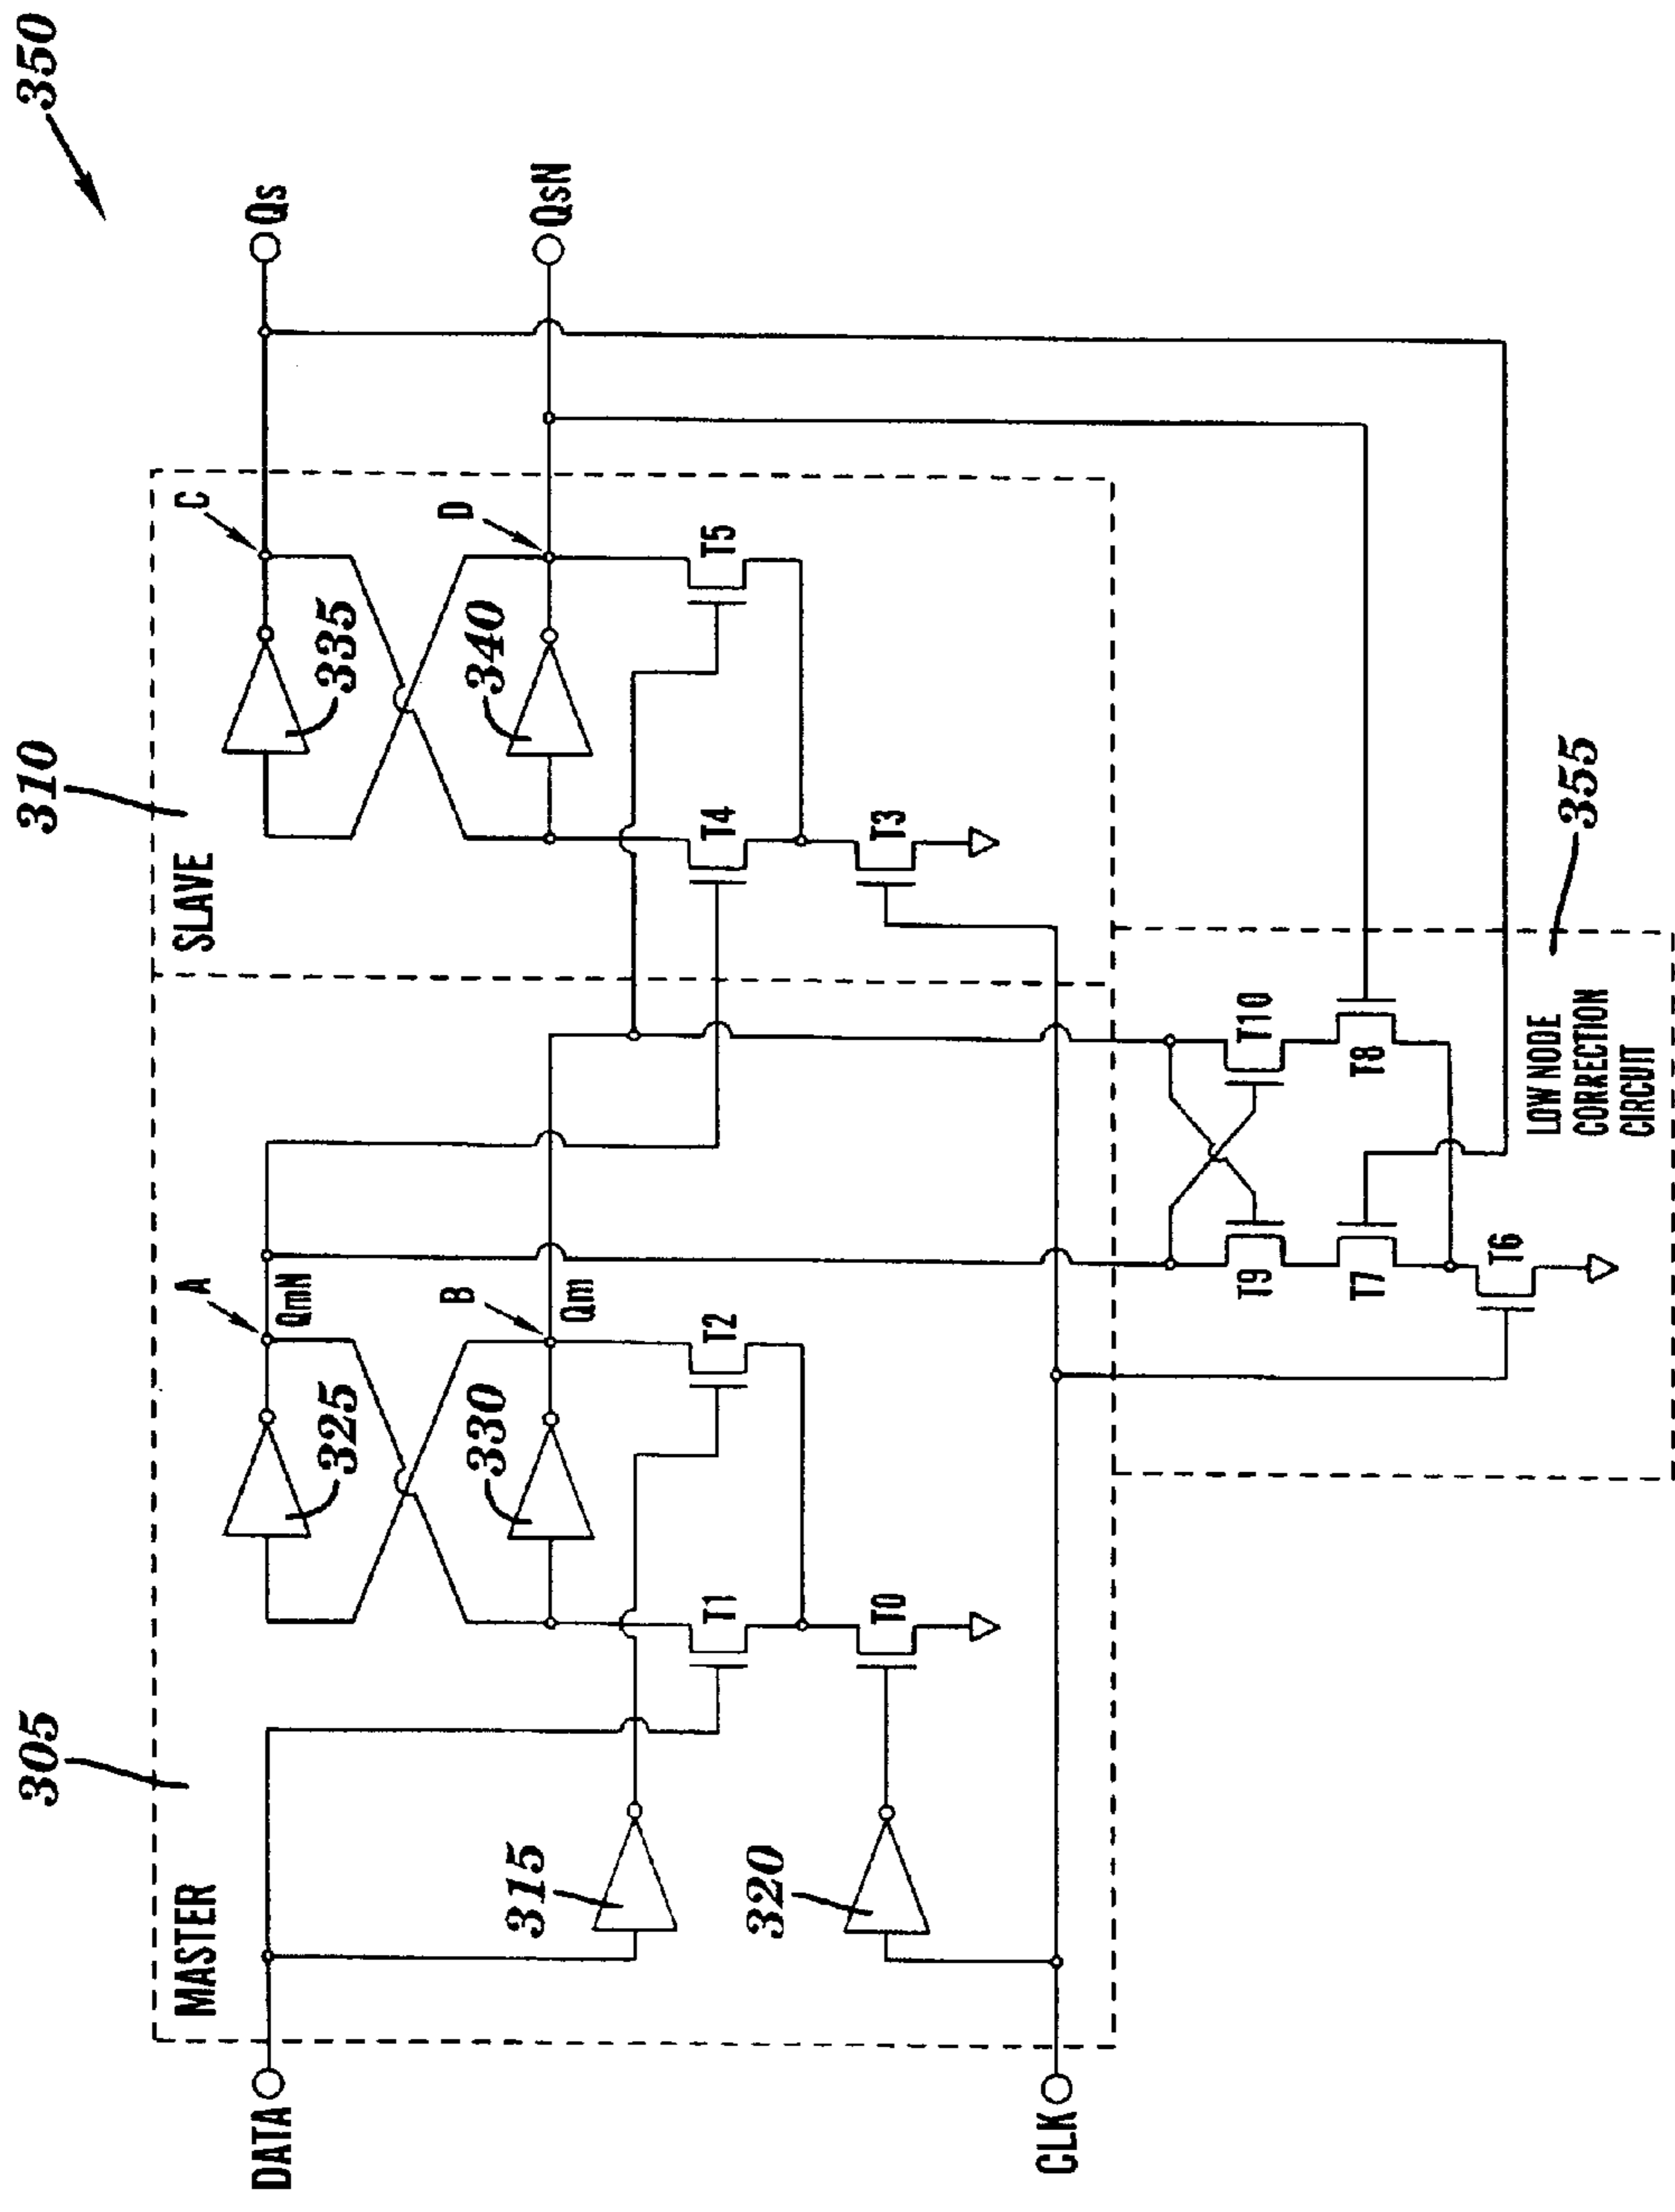 350
305
310
MASTER
SLAVE
DATA
CLK
315
320
325
330
335
340
A
QmN
B
Qm
C
D
Qs
QsN
T1
T2
T0
T4
T5
T3
T9
T10
T7
T8
T6
LOW NODE
CORRECTION
CIRCUIT
355